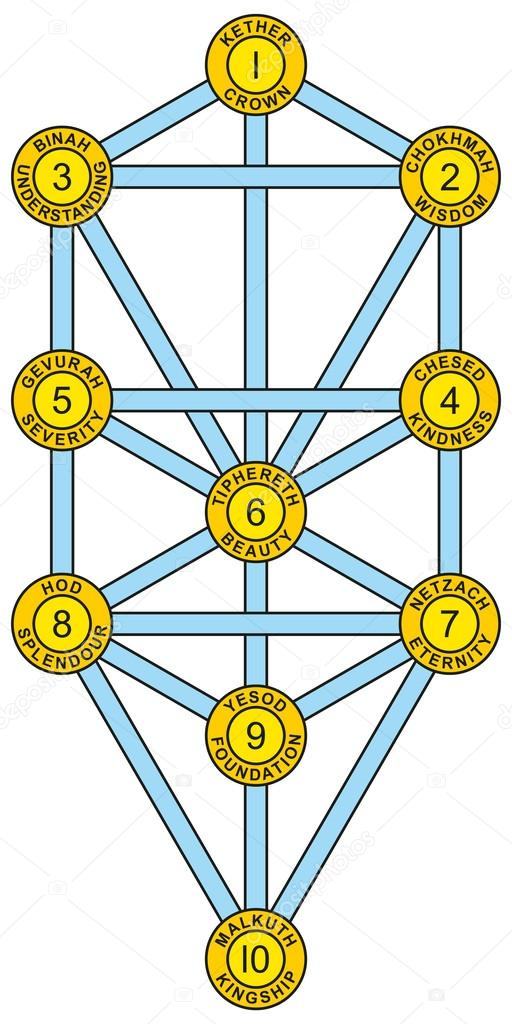 KETHER
1
CROWN
BINAH
3
UNDERSTANDING
CHOKHMAH
2
WISDOM
GEVURAH
5
SEVERITY
CHESED
4
KINDNESS
TIPHERETH
6
BEAUTY
HOD
8
SPLENDOUR
NETZACH
7
ETERNITY
YESOD
9
FOUNDATION
MALKUTH
10
KINGSHIP
depositphotos